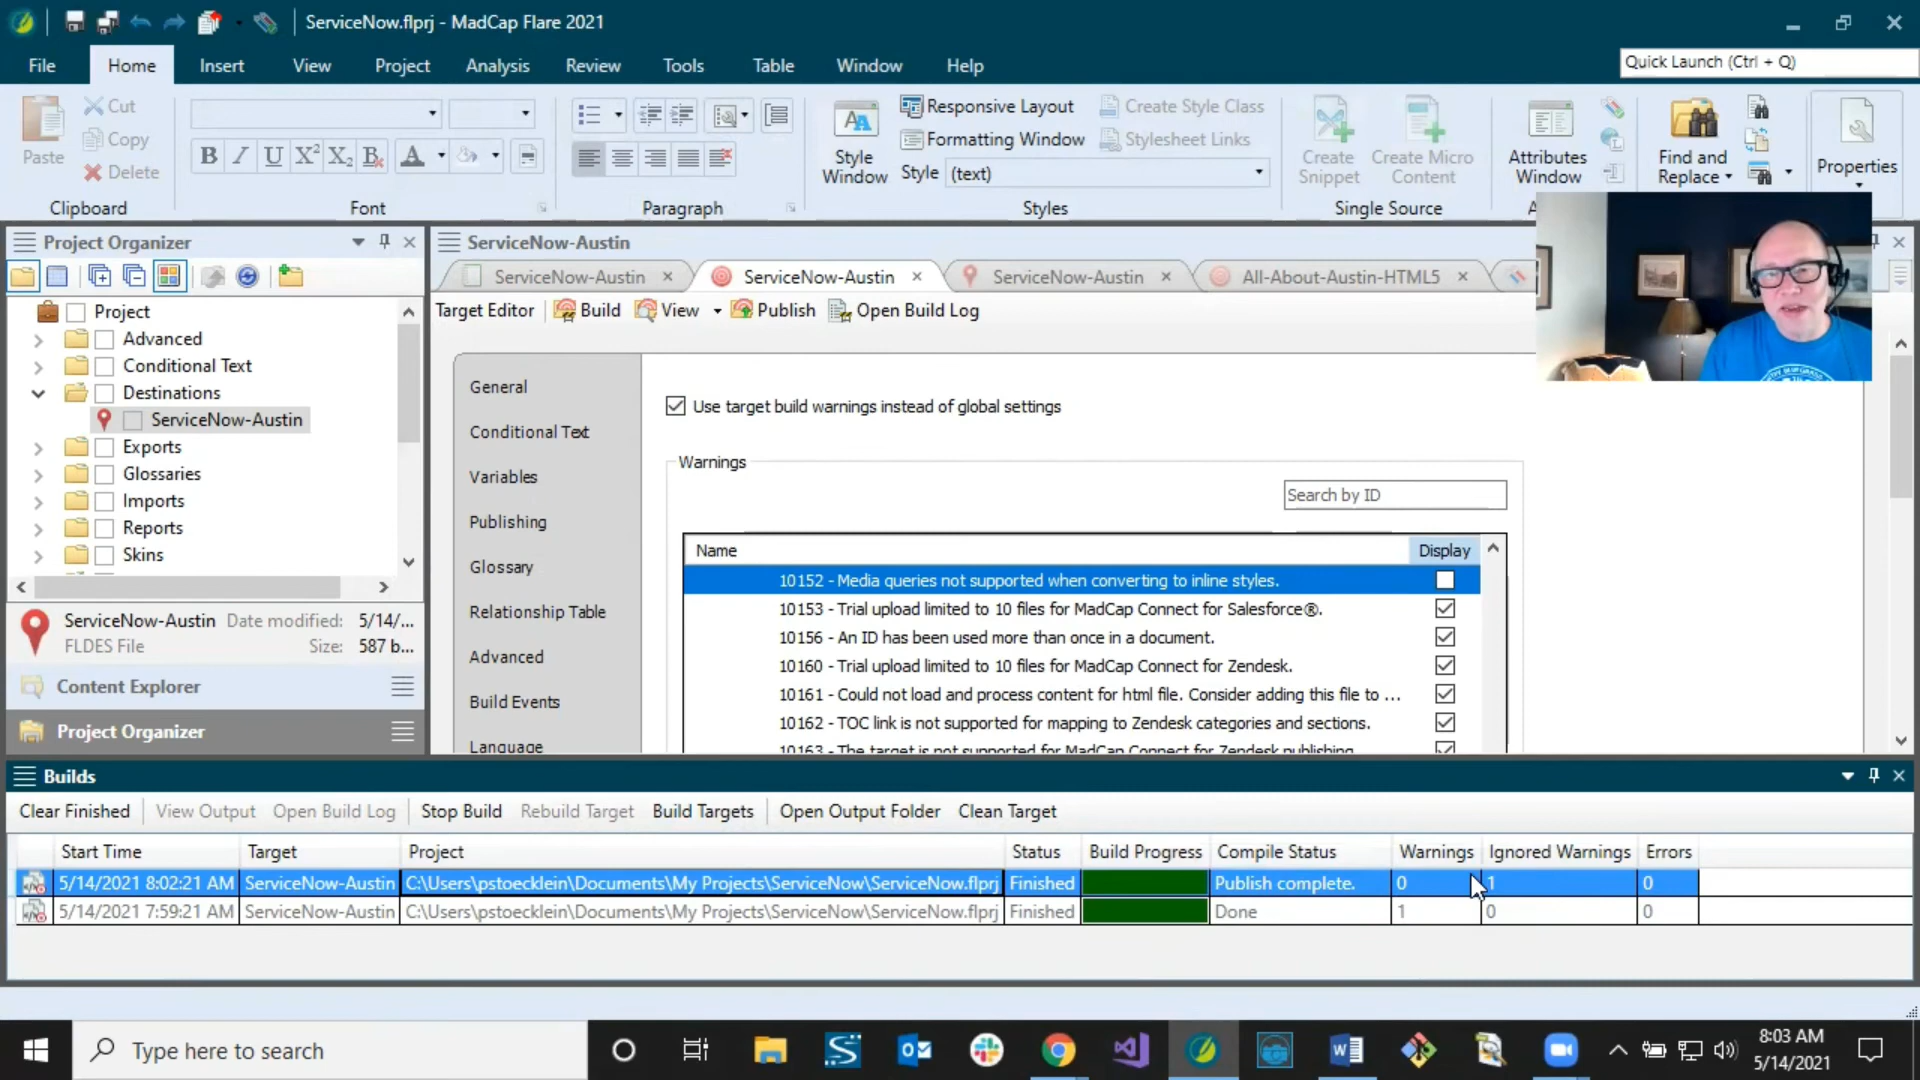 ServiceNow.flprj - MadCap Flare 2021
File Home Insert View Project Analysis Review Tools Table Window Help
Quick Launch (Ctrl + Q)
Paste
Cut
Copy
Delete
Clipboard
B I U X² X₂ B A
Font
Paragraph
Style Window
Responsive Layout
Formatting Window
Create Style Class
Stylesheet Links
Style (text)
Styles
Create Snippet
Create Micro Content
Single Source
Attributes Window
Find and Replace
Properties
Project Organizer
Project
Advanced
Conditional Text
Destinations
ServiceNow-Austin
Exports
Glossaries
Imports
Reports
Skins
ServiceNow-Austin Date modified: 5/14/...
FLDES File Size: 587 b...
Content Explorer
Project Organizer
ServiceNow-Austin
ServiceNow-Austin ServiceNow-Austin ServiceNow-Austin All-About-Austin-HTML5
Target Editor Build View Publish Open Build Log
General
Conditional Text
Variables
Publishing
Glossary
Relationship Table
Advanced
Build Events
Language
Use target build warnings instead of global settings
Warnings
Search by ID
Name Display
10152 - Media queries not supported when converting to inline styles.
10153 - Trial upload limited to 10 files for MadCap Connect for Salesforce®.
10156 - An ID has been used more than once in a document.
10160 - Trial upload limited to 10 files for MadCap Connect for Zendesk.
10161 - Could not load and process content for html file. Consider adding this file to ...
10162 - TOC link is not supported for mapping to Zendesk categories and sections.
10163 - The target is not supported for MadCap Connect for Zendesk publishing.
Builds
Clear Finished View Output Open Build Log Stop Build Rebuild Target Build Targets Open Output Folder Clean Target
Start Time Target Project Status Build Progress Compile Status Warnings Ignored Warnings Errors
5/14/2021 8:02:21 AM ServiceNow-Austin C:\Users\pstoecklein\Documents\My Projects\ServiceNow\ServiceNow.flprj Finished Publish complete. 0 1 0
5/14/2021 7:59:21 AM ServiceNow-Austin C:\Users\pstoecklein\Documents\My Projects\ServiceNow\ServiceNow.flprj Finished Done 1 0 0
Type here to search
8:03 AM
5/14/2021